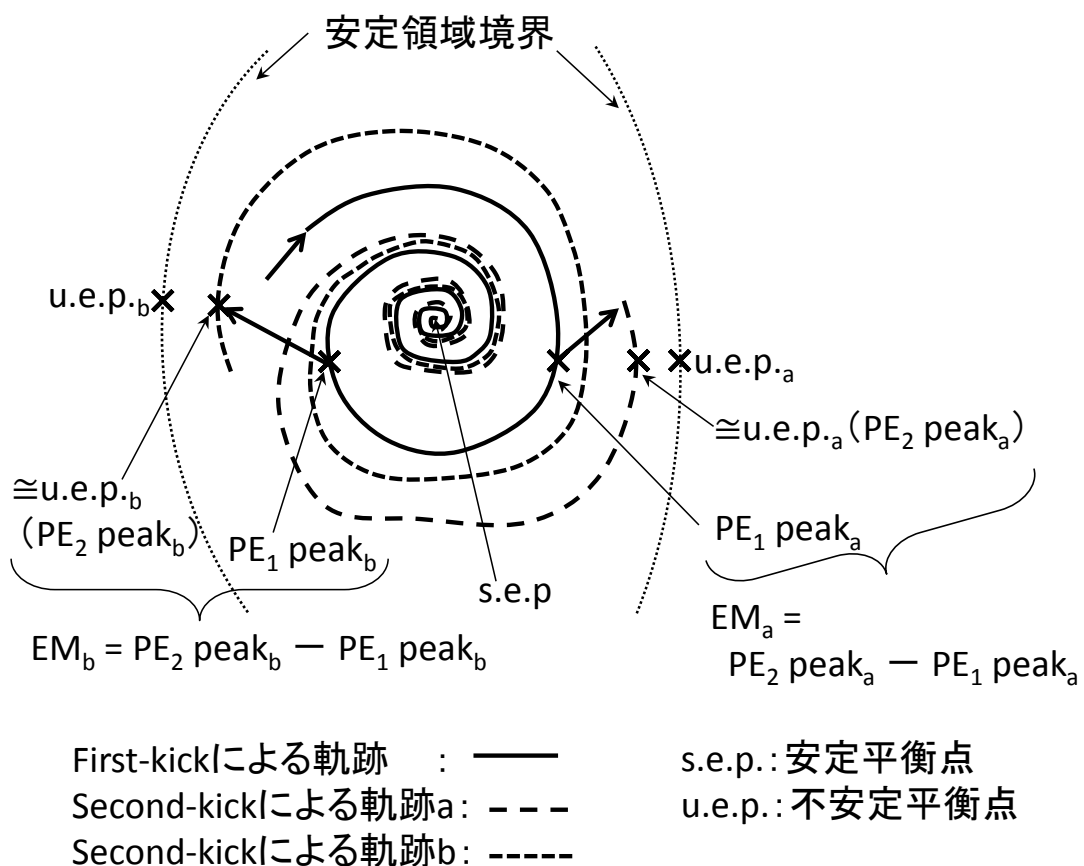 安定領域境界
u.e.p.b
u.e.p.a
≅u.e.p.a（PE2 peaka）
≅u.e.p.b
（PE2 peakb）
PE1 peakb
PE1 peaka
s.e.p
EMb = PE2 peakb － PE1 peakb
EMa =
PE2 peaka － PE1 peaka
First-kickによる軌跡 :
Second-kickによる軌跡a:
Second-kickによる軌跡b:
s.e.p.: 安定平衡点
u.e.p.: 不安定平衡点